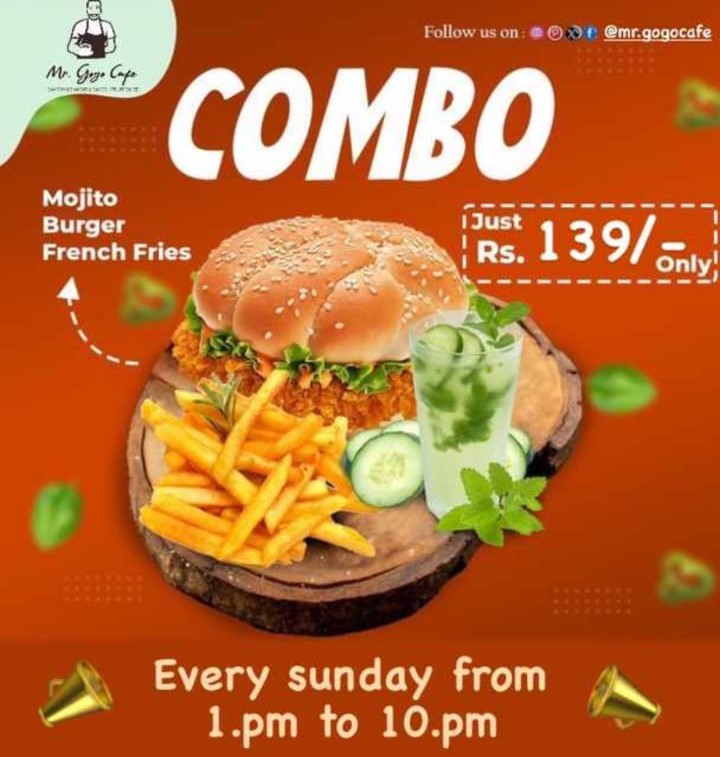 Mr. Gogo Cafe
Follow us on : @mr.gogocafe
COMBO
Mojito
Burger
French Fries
Just
Rs. 139/-
Only
Every sunday from
1.pm to 10.pm